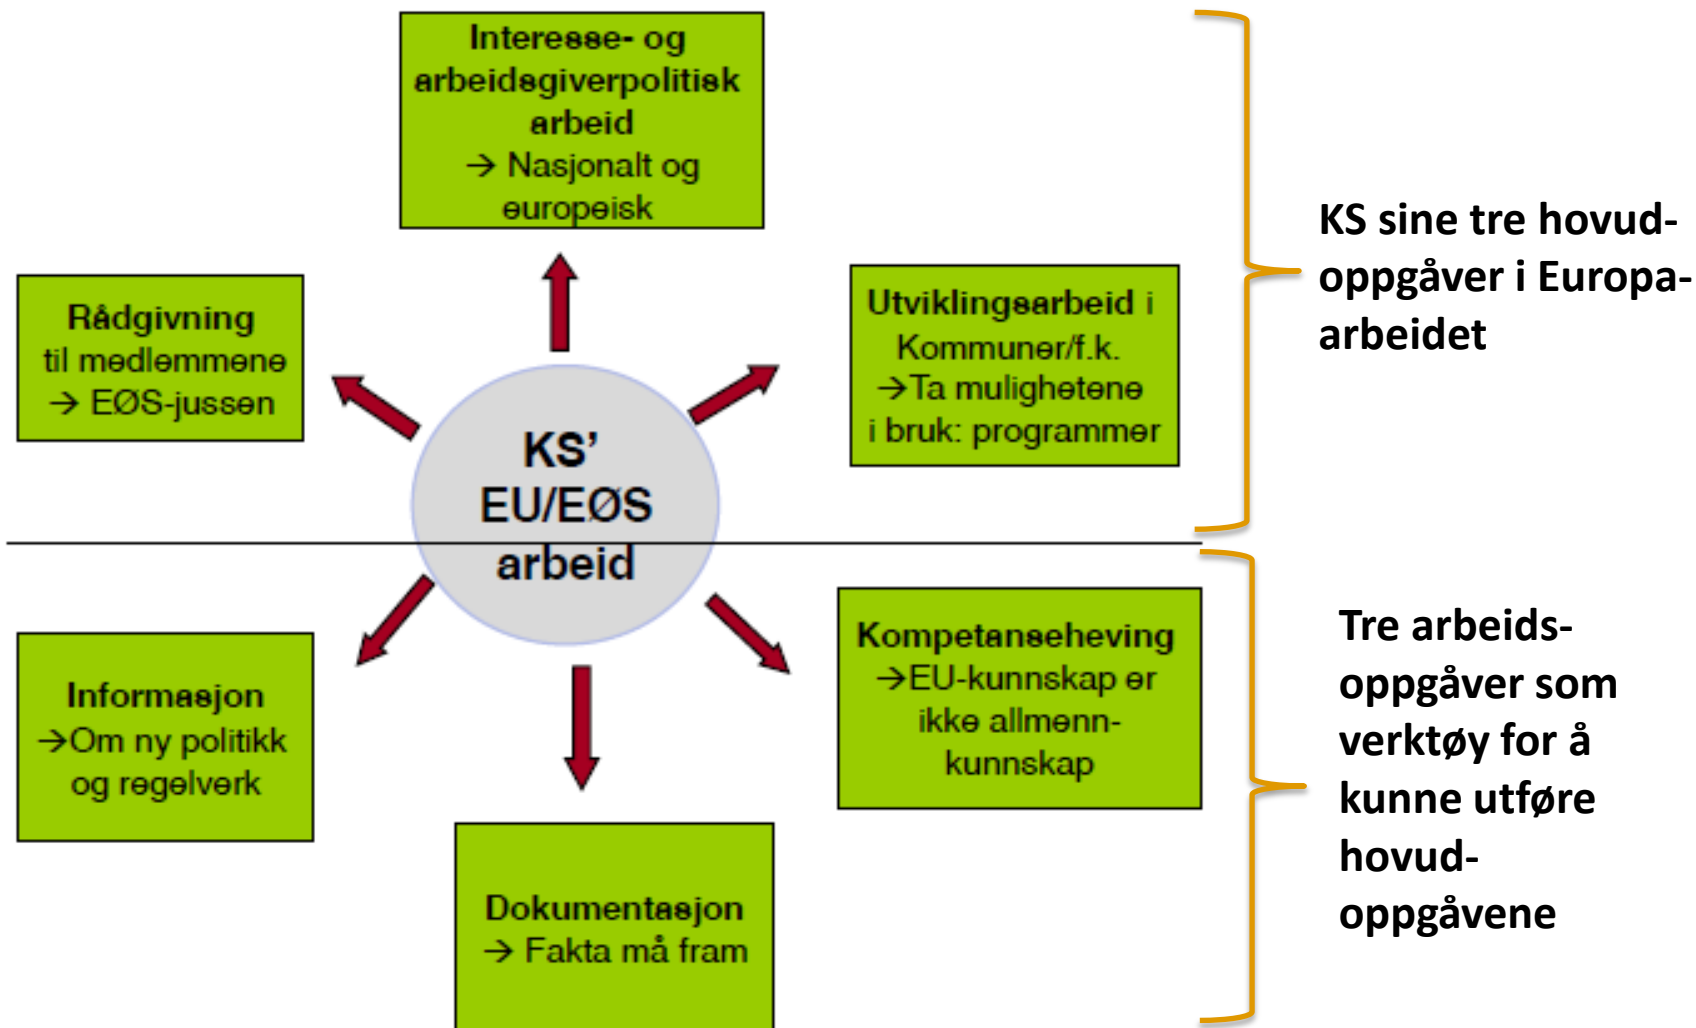 Interesse- og
arbeidsgiverpolitisk
arbeid
→ Nasjonalt og
europeisk
Rådgivning
til medlemmene
→ EØS-jussen
Utviklingsarbeid i
Kommuner/f.k.
→Ta mulighetene
i bruk: programmer
KS’
EU/EØS
arbeid
KS sine tre hovud-
oppgåver i Europa-
arbeidet
Informasjon
→Om ny politikk
og regelverk
Dokumentasjon
→ Fakta må fram
Kompetanseheving
→EU-kunnskap er
ikke allmenn-
kunnskap
Tre arbeids-
oppgåver som
verktøy for å
kunne utføre
hovud-
oppgåvene